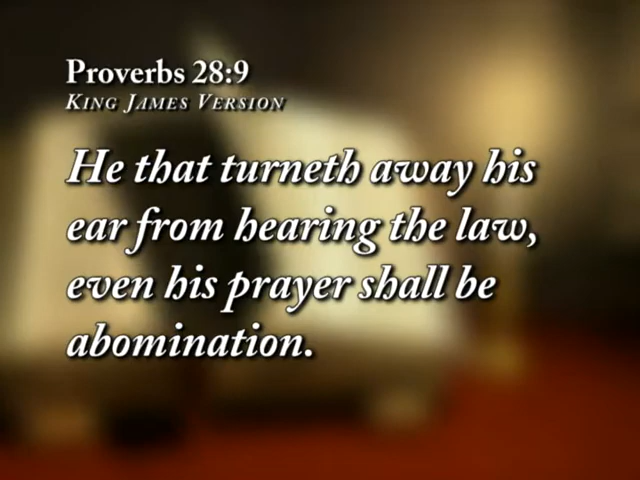 Proverbs 28:9
King James Version
He that turneth away his
ear from hearing the law,
even his prayer shall be
abomination.